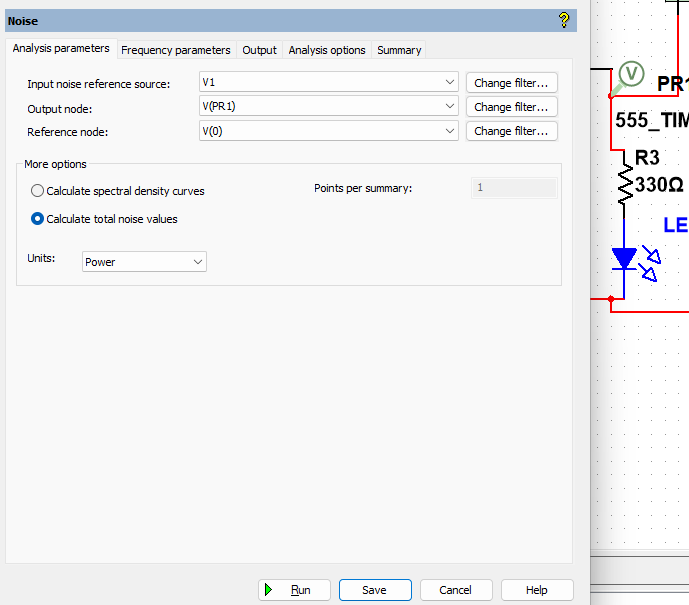 Noise
?
Analysis parameters Frequency parameters Output Analysis options Summary
Input noise reference source: V1 Change filter...
Output node: V(PR1) Change filter...
Reference node: V(0) Change filter...
More options
Calculate spectral density curves Points per summary: 1
Calculate total noise values
Units: Power
Run Save Cancel Help
V
555_TIM
R3
330Ω
LE